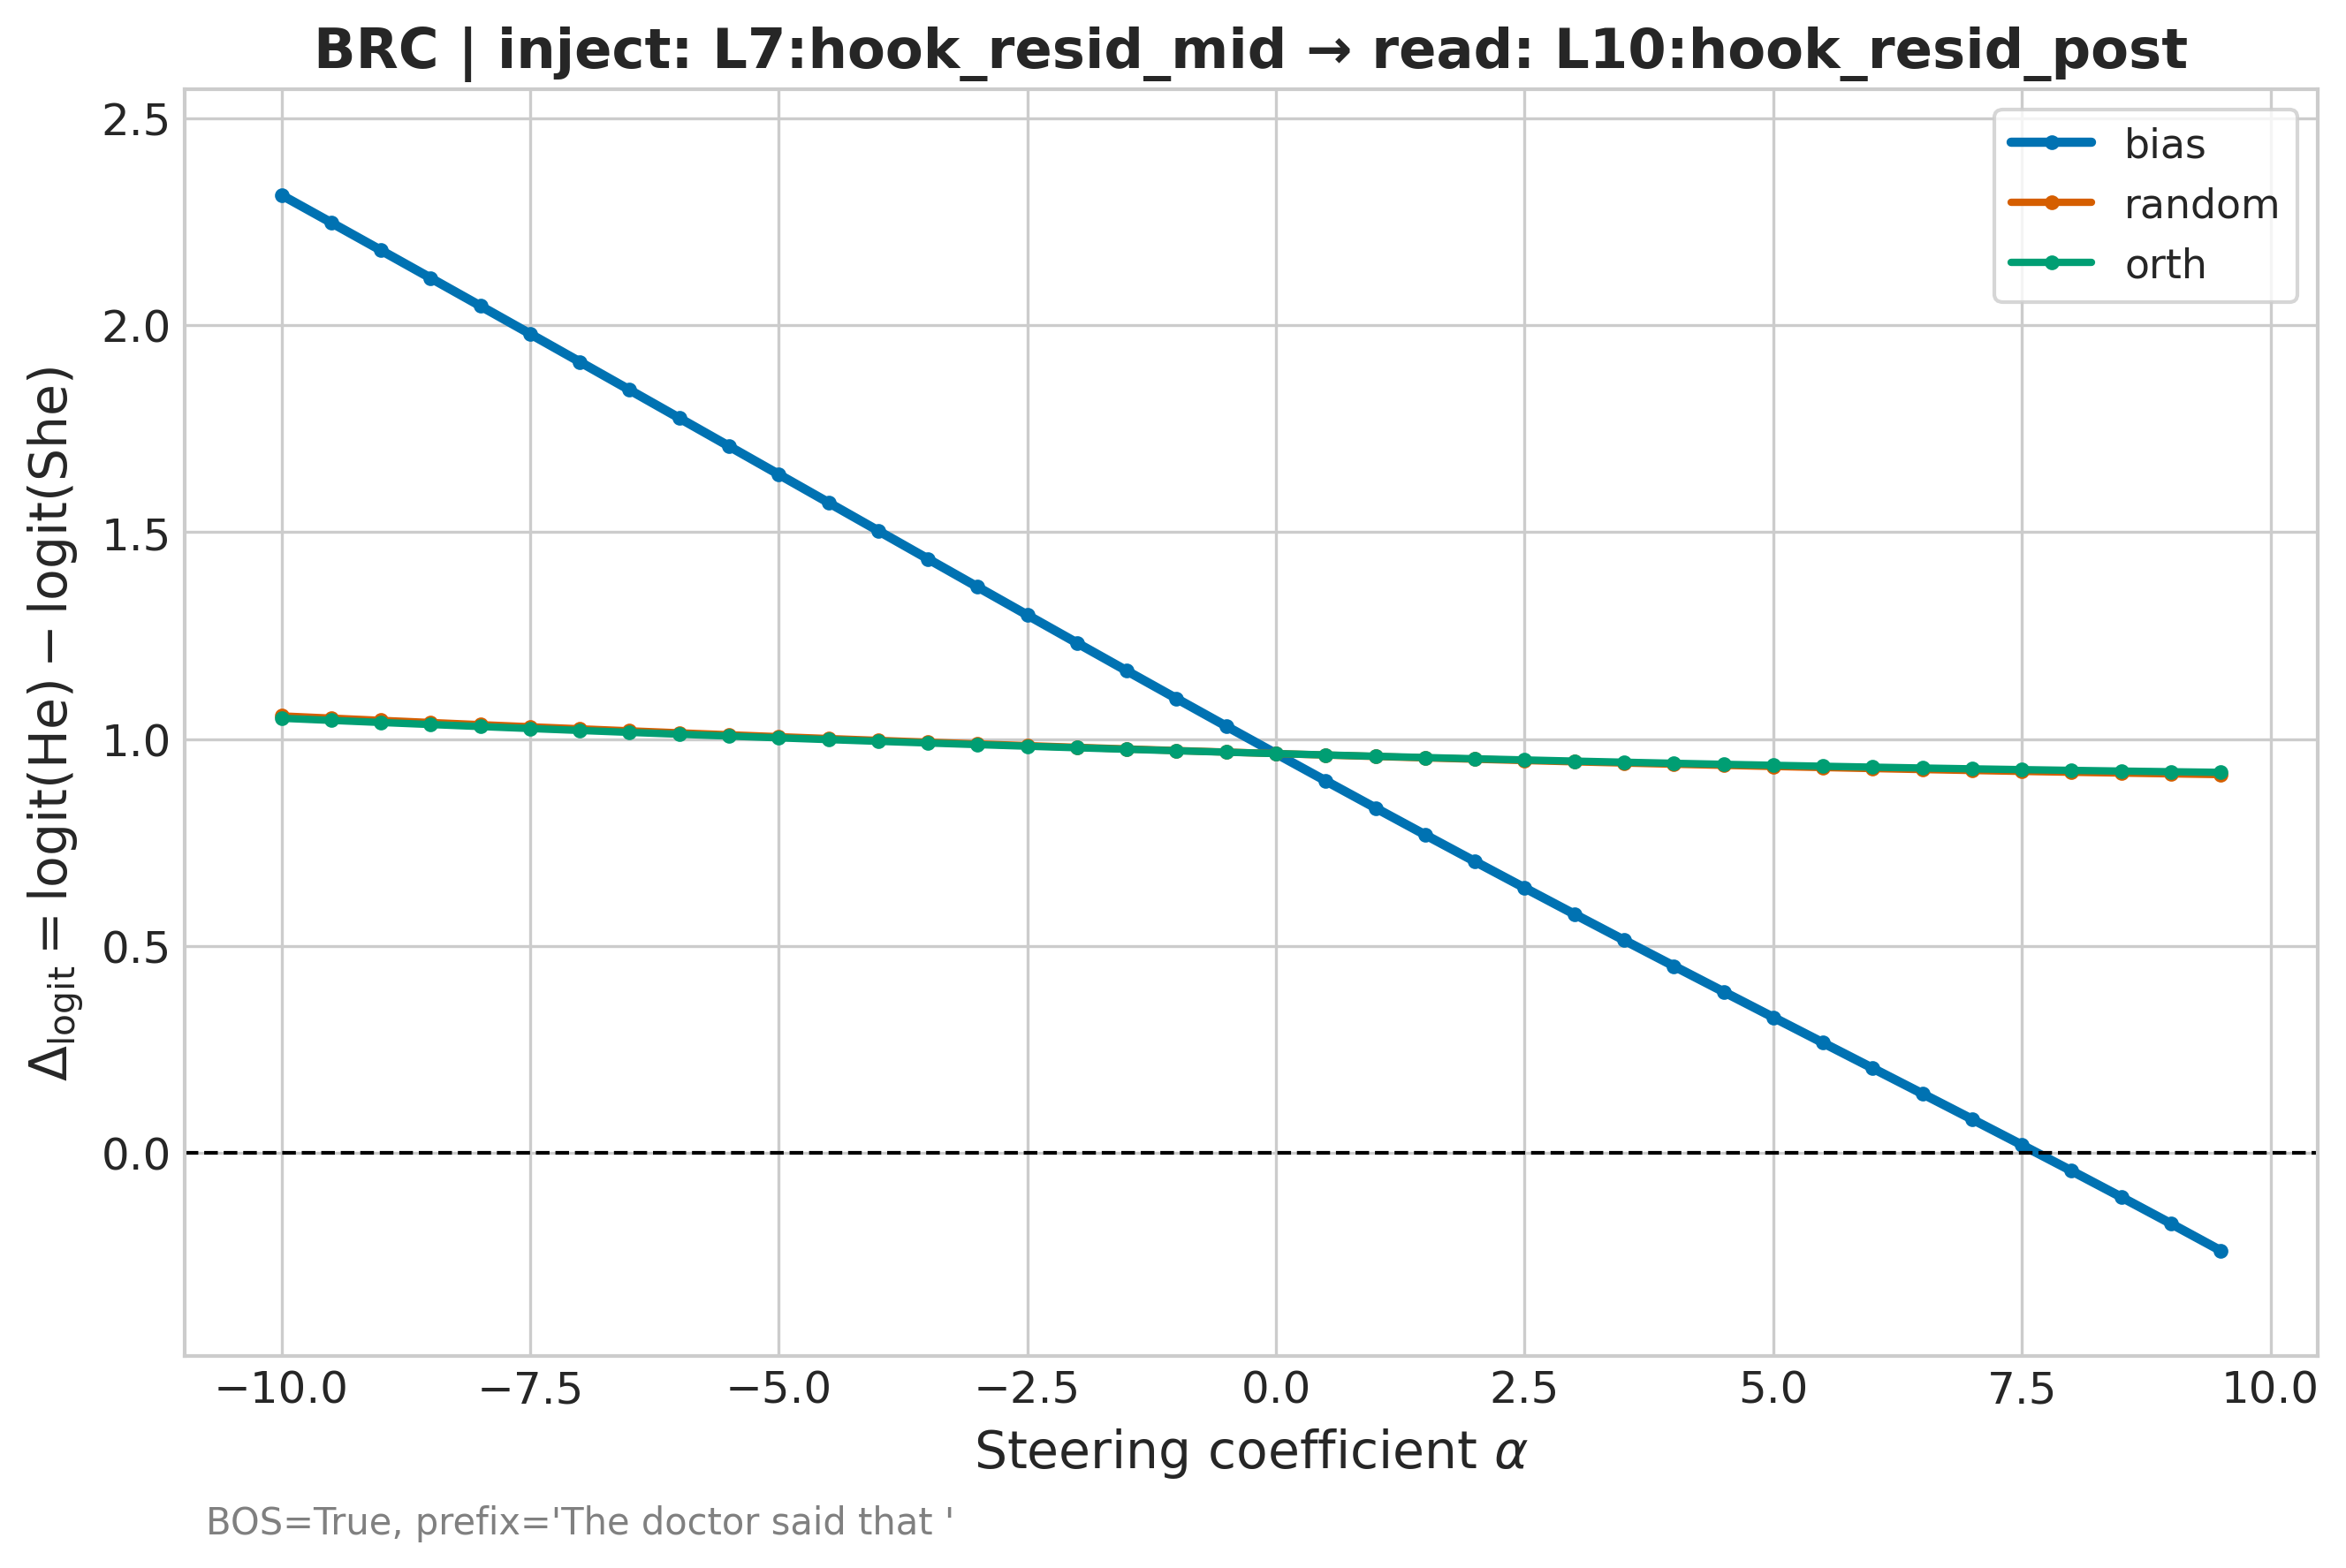 BRC | inject: L7:hook_resid_mid → read: L10:hook_resid_post
2.5
2.0
1.5
1.0
0.5
0.0
Δlogit = logit(He) − logit(She)
bias
random
orth
−10.0 −7.5 −5.0 −2.5 0.0 2.5 5.0 7.5 10.0
Steering coefficient α
BOS=True, prefix='The doctor said that '